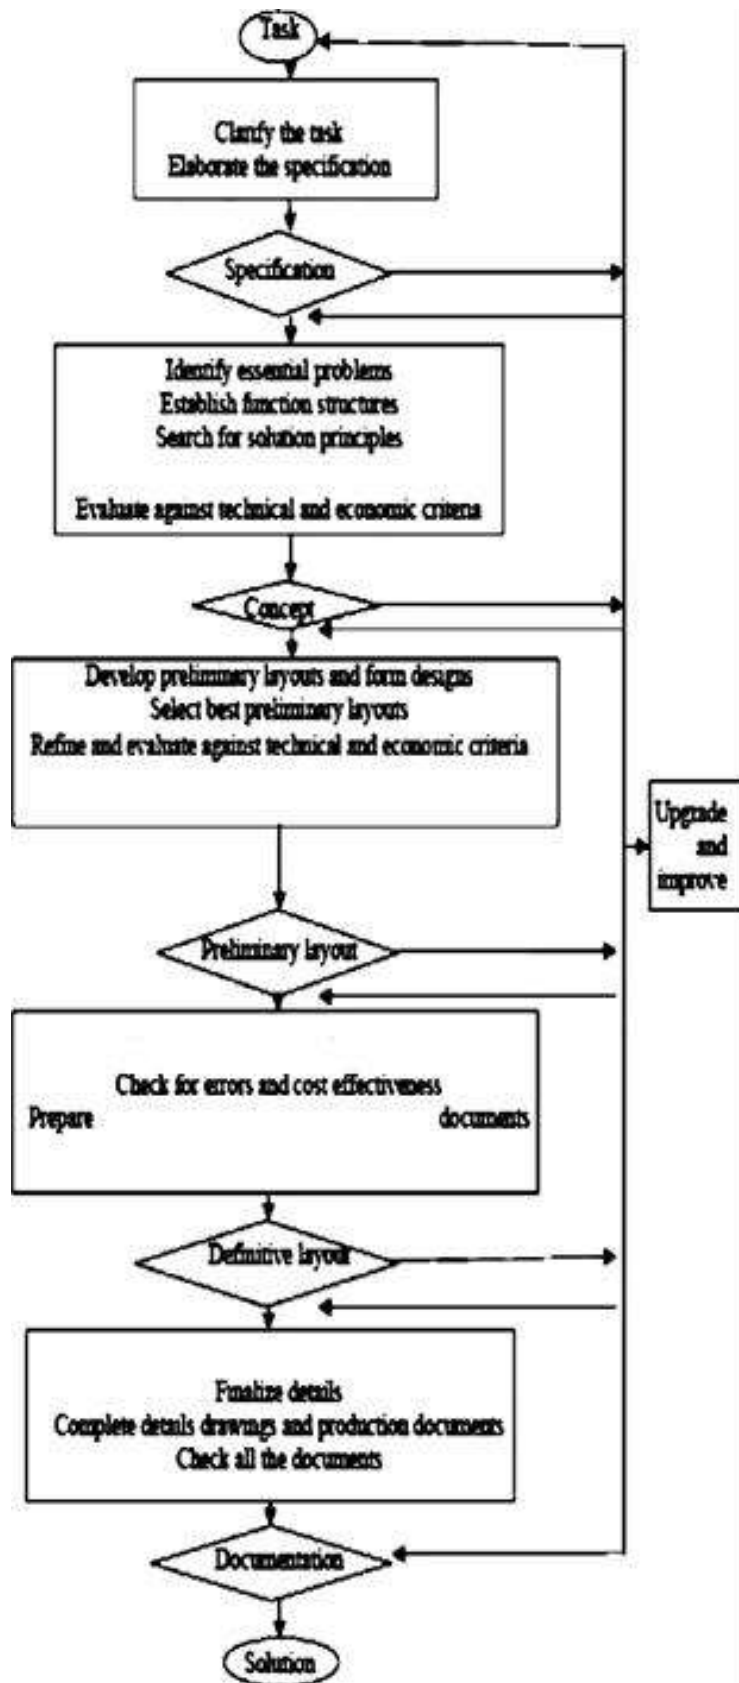 Task
Clarify the task
Elaborate the specification
Specification
Identify essential problems
Establish function structures
Search for solution principles
Evaluate against technical and economic criteria
Concept
Develop preliminary layouts and form designs
Select best preliminary layouts
Refine and evaluate against technical and economic criteria
Upgrade
and
improve
Preliminary layout
Check for errors and cost effectiveness
Prepare documents
Definitive layout
Finalize details
Complete details drawings and production documents
Check all the documents
Documentation
Solution